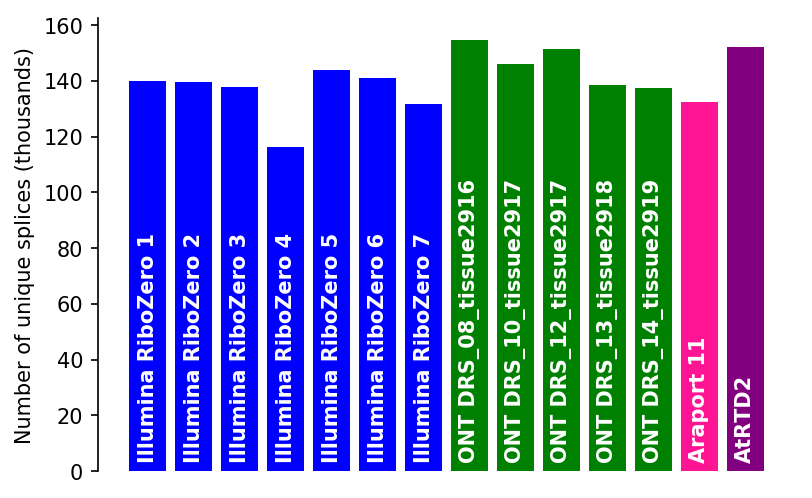 Number of unique splices (thousands)
160
140
120
100
80
60
40
20
0
Illumina RiboZero 1
Illumina RiboZero 2
Illumina RiboZero 3
Illumina RiboZero 4
Illumina RiboZero 5
Illumina RiboZero 6
Illumina RiboZero 7
ONT DRS_08_tissue2916
ONT DRS_10_tissue2917
ONT DRS_12_tissue2917
ONT DRS_13_tissue2918
ONT DRS_14_tissue2919
Araport 11
AtRTD2